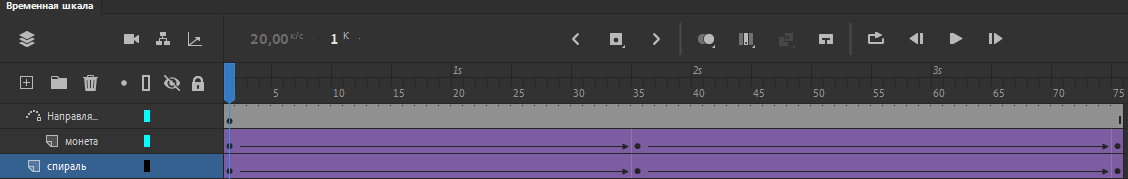 Временная шкала
20,00 к/с 1 К
1s 2s 3s
5 10 15 20 25 30 35 40 45 50 55 60 65 70 75
Направля...
монета
спираль